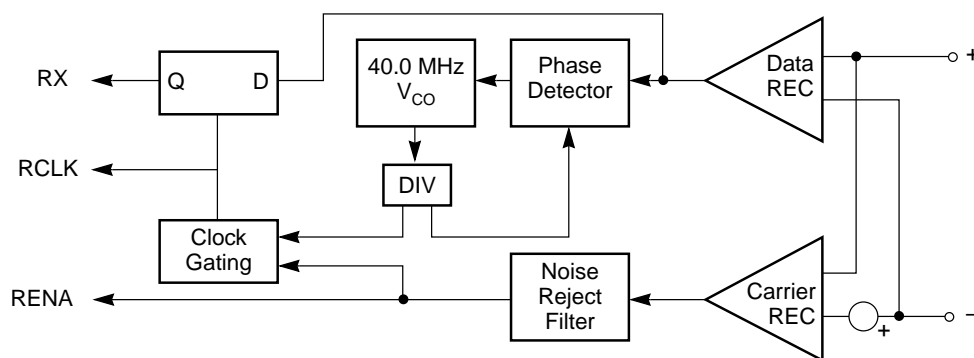 RX
Q D
40.0 MHz
VCO
Phase
Detector
Data
REC
+
RCLK
DIV
Clock
Gating
RENA
Noise
Reject
Filter
Carrier
REC
+
−